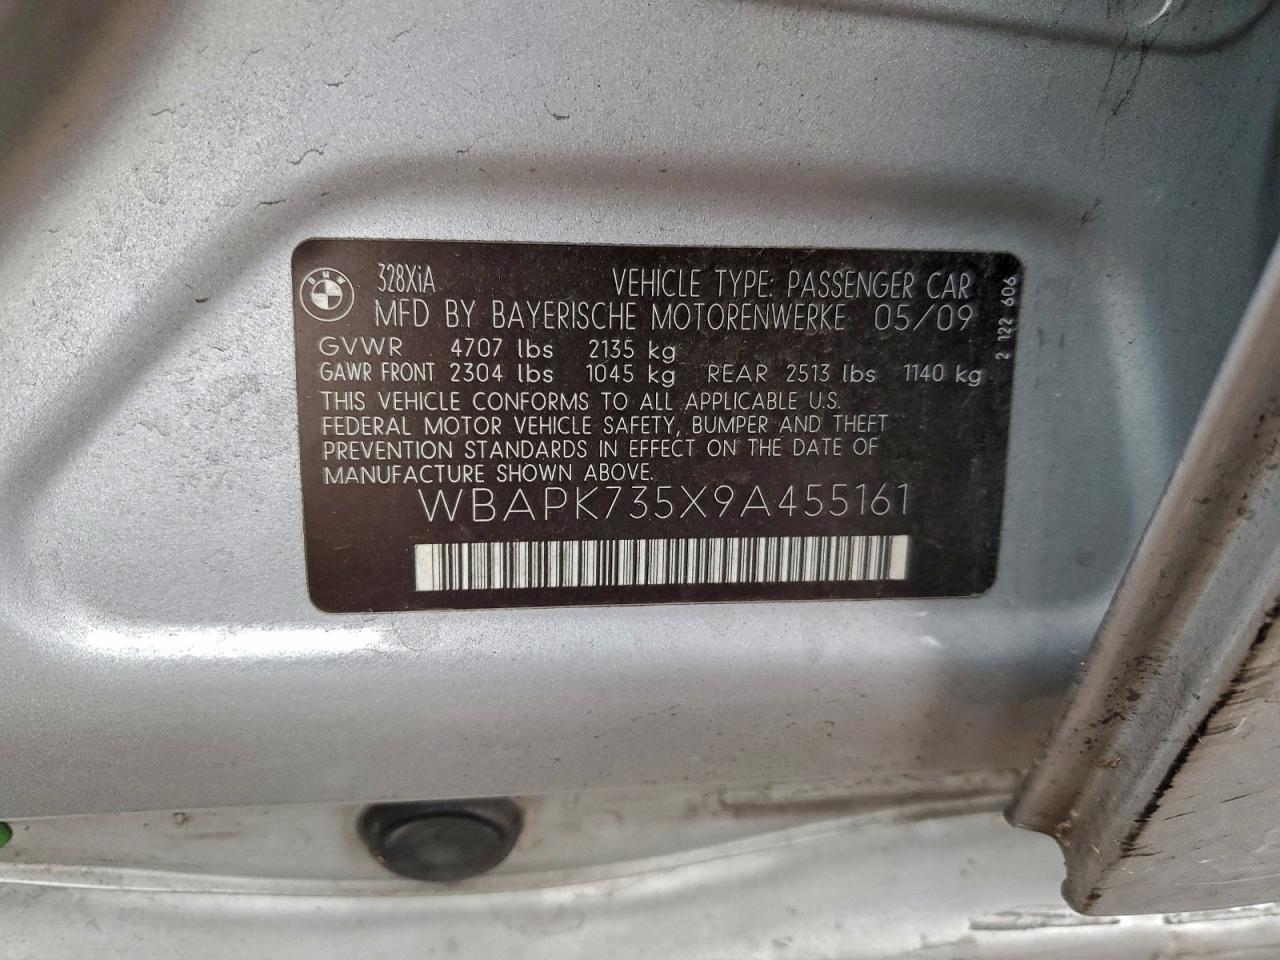 BMW
328XiA VEHICLE TYPE: PASSENGER CAR
MFD BY BAYERISCHE MOTORENWERKE 05/09
GVWR 4707 lbs 2135 kg
GAWR FRONT 2304 lbs 1045 kg REAR 2513 lbs 1140 kg
THIS VEHICLE CONFORMS TO ALL APPLICABLE U.S.
FEDERAL MOTOR VEHICLE SAFETY, BUMPER AND THEFT
PREVENTION STANDARDS IN EFFECT ON THE DATE OF
MANUFACTURE SHOWN ABOVE.
WBAPK735X9A455161
2 122 606